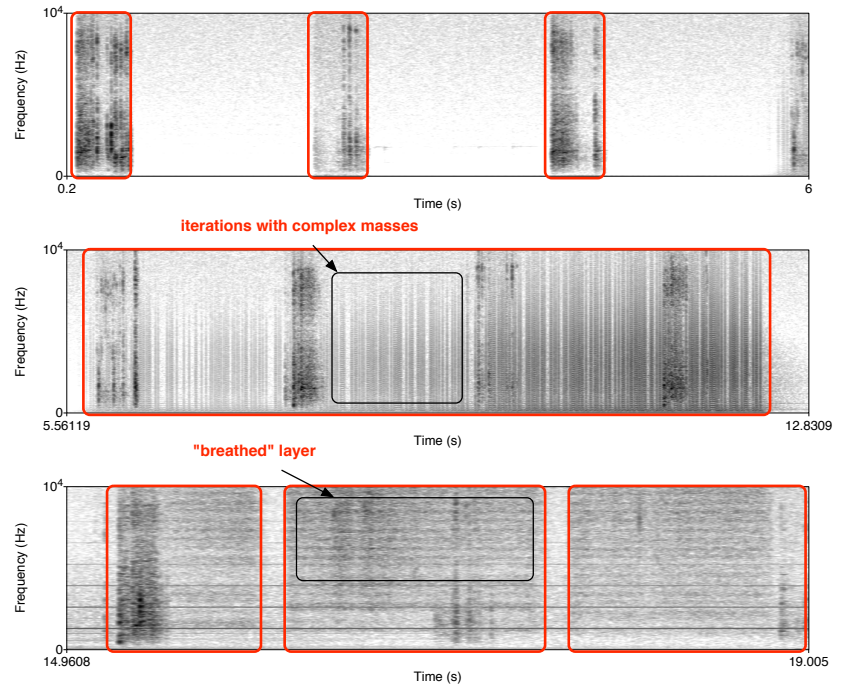 10⁴
Frequency (Hz)
0
0.2
6
Time (s)
iterations with complex masses
10⁴
Frequency (Hz)
0
5.56119
12.8309
Time (s)
"breathed" layer
10⁴
Frequency (Hz)
0
14.9608
19.005
Time (s)